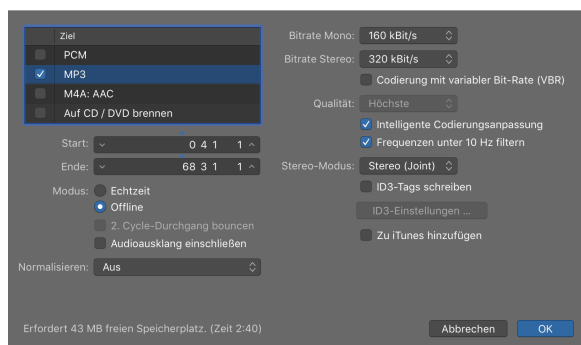 Ziel
PCM
MP3
M4A: AAC
Auf CD / DVD brennen
Start: 0 4 1 1
Ende: 68 3 1 1
Modus: Echtzeit
Offline
2. Cycle-Durchgang bouncen
Audioausklang einschließen
Normalisieren: Aus
Erfordert 43 MB freien Speicherplatz. (Zeit 2:40)
Bitrate Mono: 160 kBit/s
Bitrate Stereo: 320 kBit/s
Codierung mit variabler Bit-Rate (VBR)
Qualität: Höchste
Intelligente Codierungsanpassung
Frequenzen unter 10 Hz filtern
Stereo-Modus: Stereo (Joint)
ID3-Tags schreiben
ID3-Einstellungen ...
Zu iTunes hinzufügen
Abbrechen OK